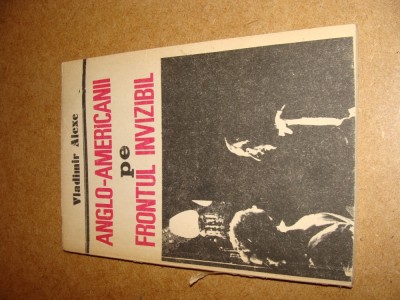 Vladimir Alexe
ANGLO-AMERICANII
pe
FRONTUL INVIZIBIL